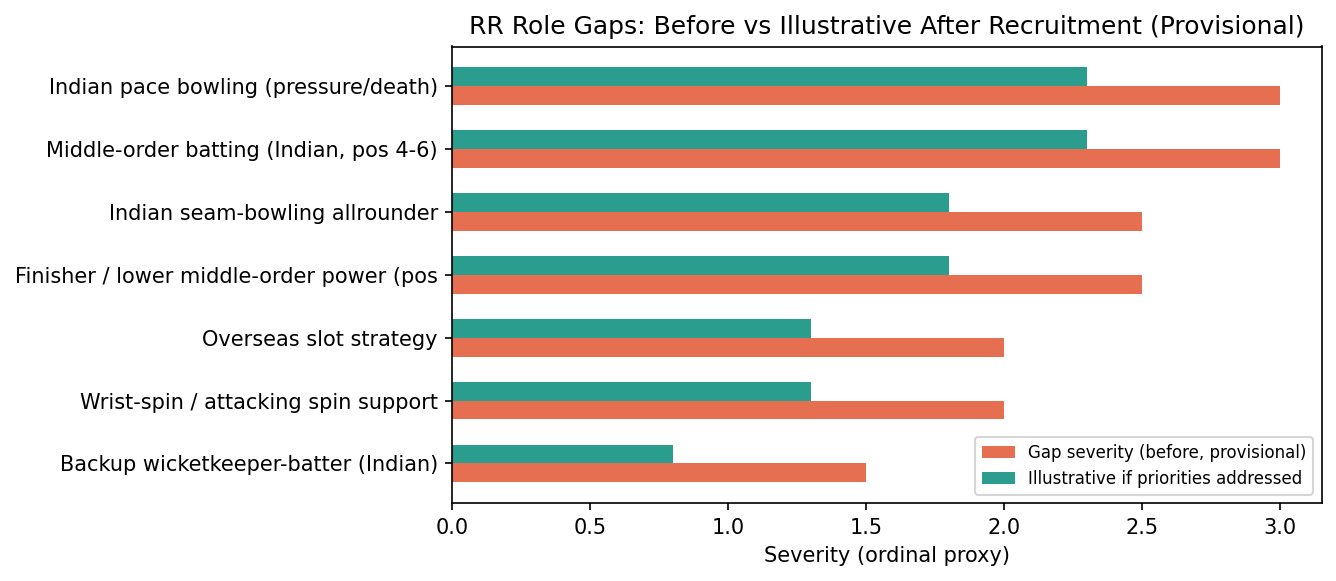 RR Role Gaps: Before vs Illustrative After Recruitment (Provisional)
Indian pace bowling (pressure/death)
Middle-order batting (Indian, pos 4-6)
Indian seam-bowling allrounder
Finisher / lower middle-order power (pos
Overseas slot strategy
Wrist-spin / attacking spin support
Backup wicketkeeper-batter (Indian)
Gap severity (before, provisional)
Illustrative if priorities addressed
0.0 0.5 1.0 1.5 2.0 2.5 3.0
Severity (ordinal proxy)